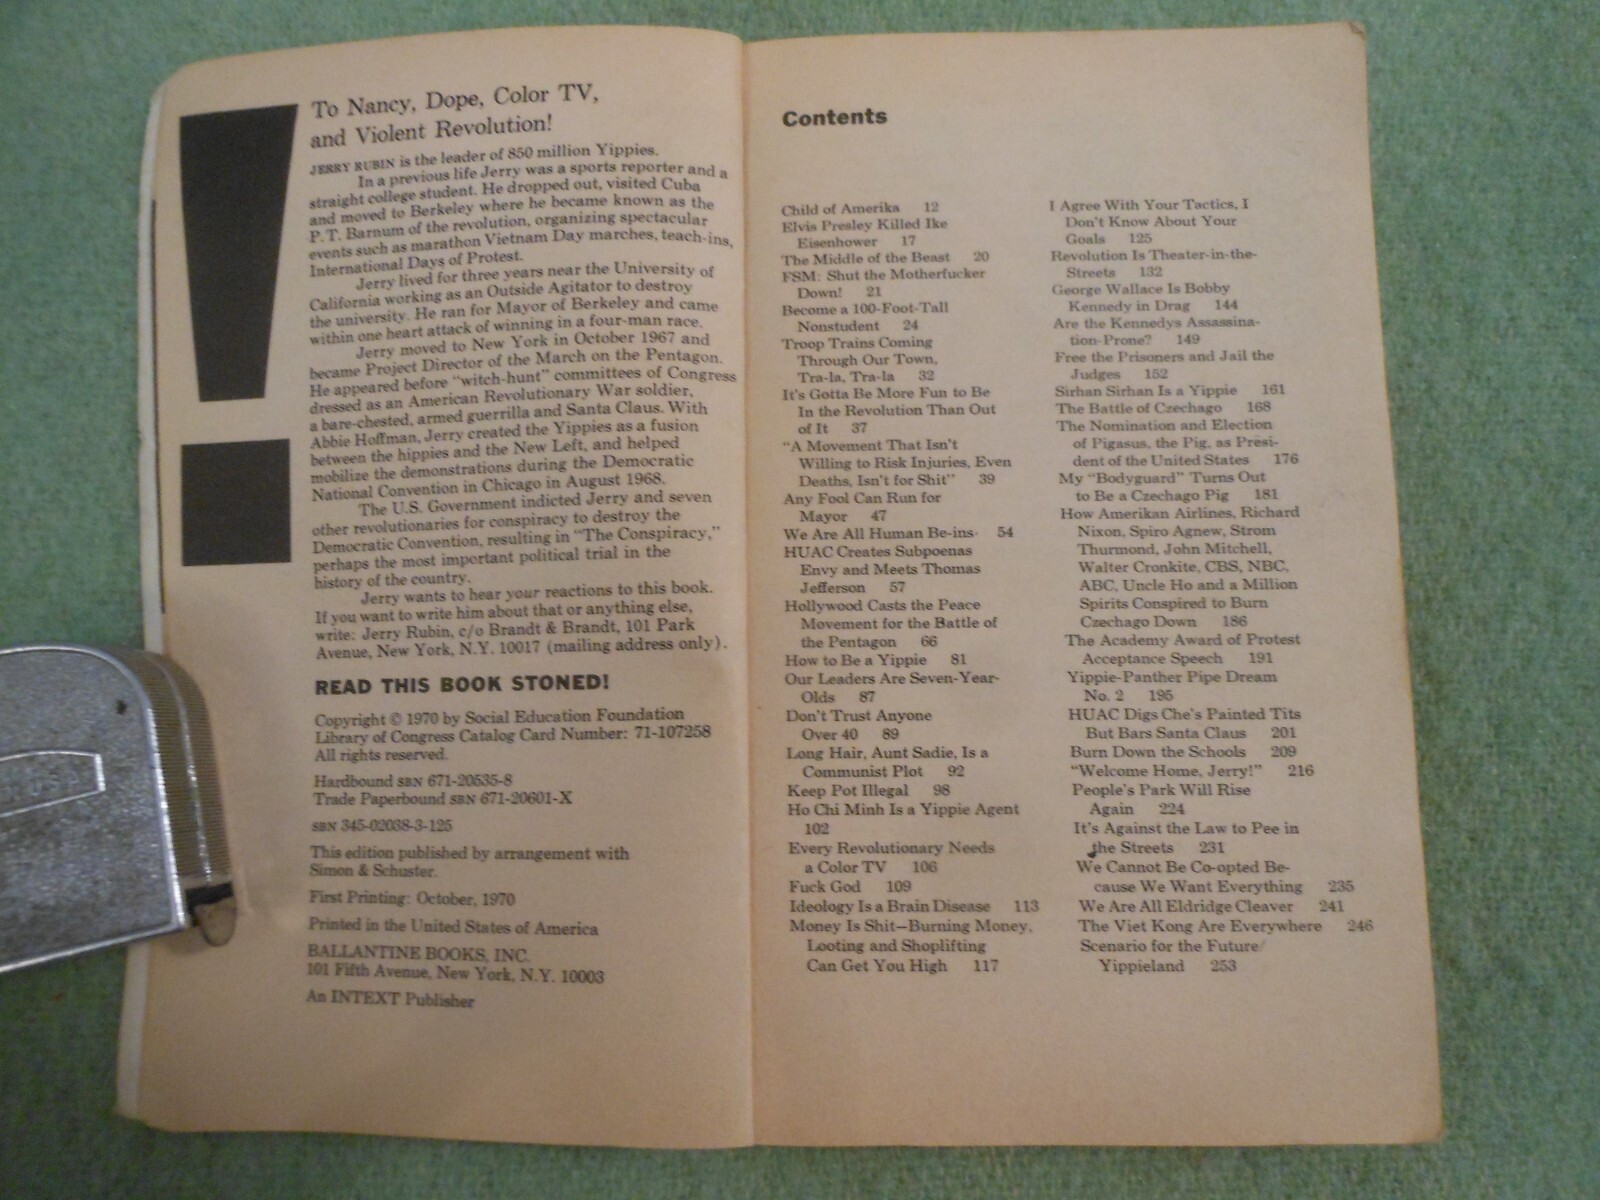 To Nancy, Dope, Color TV,
and Violent Revolution!
JERRY RUBIN is the leader of 850 million Yippies.
In a previous life Jerry was a sports reporter and a
straight college student. He dropped out, visited Cuba
and moved to Berkeley where he became known as the
P. T. Barnum of the revolution, organizing spectacular
events such as marathon Vietnam Day marches, teach-ins,
International Days of Protest.
Jerry lived for three years near the University of
California working as an Outside Agitator to destroy
the university. He ran for Mayor of Berkeley and came
within one heart attack of winning in a four-man race.
Jerry moved to New York in October 1967 and
became Project Director of the March on the Pentagon.
He appeared before "witch-hunt" committees of Congress
dressed as an American Revolutionary War soldier,
a bare-chested, armed guerrilla and Santa Claus. With
Abbie Hoffman, Jerry created the Yippies as a fusion
between the hippies and the New Left, and helped
mobilize the demonstrations during the Democratic
National Convention in Chicago in August 1968.
The U.S. Government indicted Jerry and seven
other revolutionaries for conspiracy to destroy the
Democratic Convention, resulting in "The Conspiracy,"
perhaps the most important political trial in the
history of the country.
Jerry wants to hear your reactions to this book.
If you want to write him about that or anything else,
write: Jerry Rubin, c/o Brandt & Brandt, 101 Park
Avenue, New York, N.Y. 10017 (mailing address only).
READ THIS BOOK STONED!
Copyright © 1970 by Social Education Foundation
Library of Congress Catalog Card Number: 71-107258
All rights reserved.
Hardbound SBN 671-20535-8
Trade Paperbound SBN 671-20601-X
SBN 345-02038-3-125
This edition published by arrangement with
Simon & Schuster.
First Printing: October, 1970
Printed in the United States of America
BALLANTINE BOOKS, INC.
101 Fifth Avenue, New York, N.Y. 10003
An INTEXT Publisher
Contents
Child of Amerika 12
Elvis Presley Killed Ike
Eisenhower 17
The Middle of the Beast 20
FSM: Shut the Motherfucker
Down! 21
Become a 100-Foot-Tall
Nonstudent 24
Troop Trains Coming
Through Our Town,
Tra-la, Tra-la 32
It's Gotta Be More Fun to Be
In the Revolution Than Out
of It 37
"A Movement That Isn't
Willing to Risk Injuries, Even
Deaths, Isn't for Shit" 39
Any Fool Can Run for
Mayor 47
We Are All Human Be-ins 54
HUAC Creates Subpoenas
Envy and Meets Thomas
Jefferson 57
Hollywood Casts the Peace
Movement for the Battle of
the Pentagon 66
How to Be a Yippie 81
Our Leaders Are Seven-Year-
Olds 87
Don't Trust Anyone
Over 40 89
Long Hair, Aunt Sadie, Is a
Communist Plot 92
Keep Pot Illegal 98
Ho Chi Minh Is a Yippie Agent
102
Every Revolutionary Needs
a Color TV 106
Fuck God 109
Ideology Is a Brain Disease 113
Money Is Shit—Burning Money,
Looting and Shoplifting
Can Get You High 117
I Agree With Your Tactics, I
Don't Know About Your
Goals 125
Revolution Is Theater-in-the-
Streets 132
George Wallace Is Bobby
Kennedy in Drag 144
Are the Kennedys Assassina-
tion-Prone? 149
Free the Prisoners and Jail the
Judges 152
Sirhan Sirhan Is a Yippie 161
The Battle of Czechago 168
The Nomination and Election
of Pigasus, the Pig, as Presi-
dent of the United States 176
My "Bodyguard" Turns Out
to Be a Czechago Pig 181
How Amerikan Airlines, Richard
Nixon, Spiro Agnew, Strom
Thurmond, John Mitchell,
Walter Cronkite, CBS, NBC,
ABC, Uncle Ho and a Million
Spirits Conspired to Burn
Czechago Down 186
The Academy Award of Protest
Acceptance Speech 191
Yippie-Panther Pipe Dream
No. 2 195
HUAC Digs Che's Painted Tits
But Bars Santa Claus 201
Burn Down the Schools 209
"Welcome Home, Jerry!" 216
People's Park Will Rise
Again 224
It's Against the Law to Pee in
the Streets 231
We Cannot Be Co-opted Be-
cause We Want Everything 235
We Are All Eldridge Cleaver 241
The Viet Kong Are Everywhere 246
Scenario for the Future/
Yippieland 253